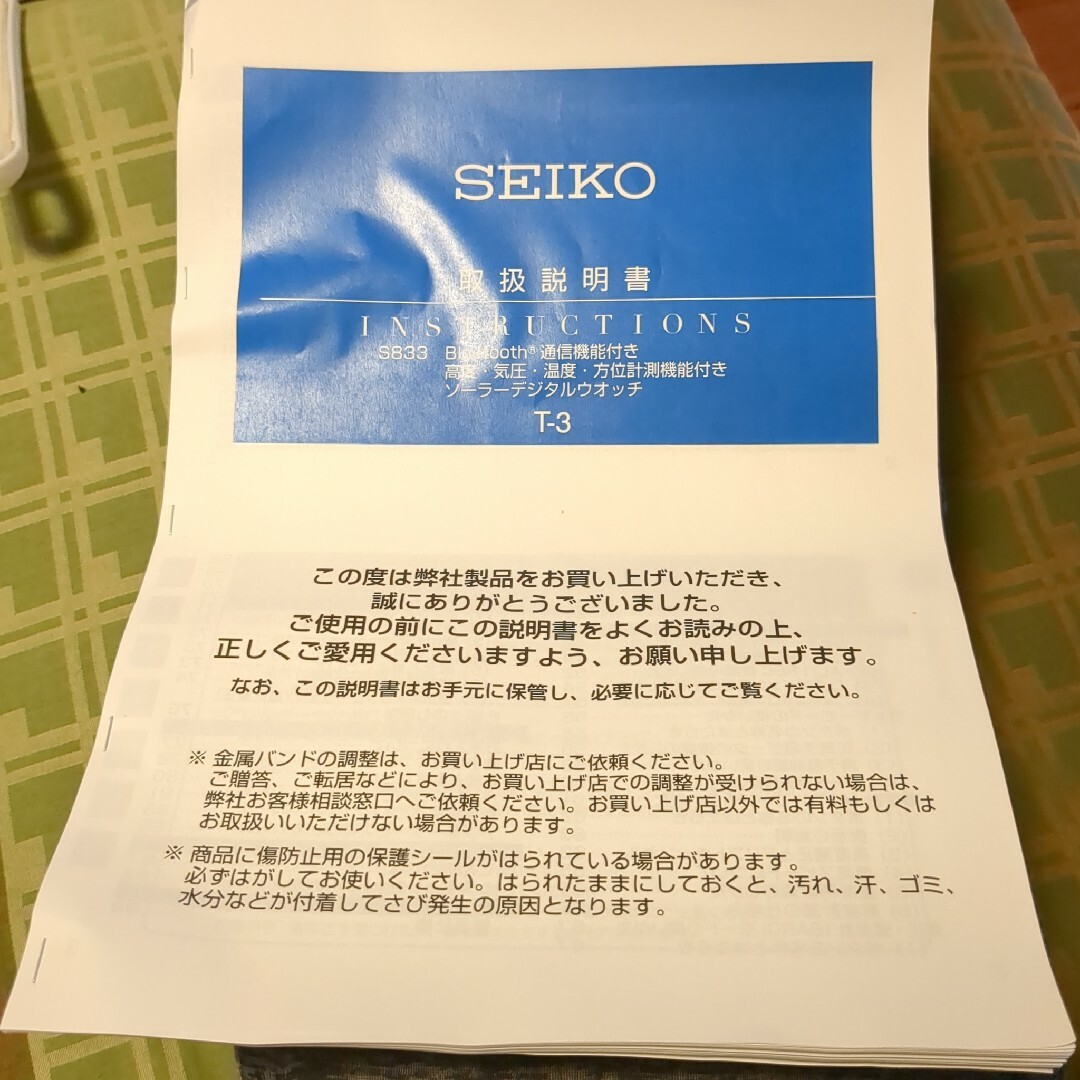 SEIKO
取扱説明書
INSTRUCTIONS
S833 Bluetooth® 通信機能付き
高度・気圧・温度・方位計測機能付き
ソーラーデジタルウオッチ
T-3
この度は弊社製品をお買い上げいただき、
誠にありがとうございました。
ご使用の前にこの説明書をよくお読みの上、
正しくご愛用くださいますよう、お願い申し上げます。
なお、この説明書はお手元に保管し、必要に応じてご覧ください。
※ 金属バンドの調整は、お買い上げ店にご依頼ください。
ご贈答、ご転居などにより、お買い上げ店での調整が受けられない場合は、
弊社お客様相談窓口へご依頼ください。お買い上げ店以外では有料もしくは
お取扱いいただけない場合があります。
※ 商品に傷防止用の保護シールがはられている場合があります。
必ずはがしてお使いください。はられたままにしておくと、汚れ、汗、ゴミ、
水分などが付着してさび発生の原因となります。